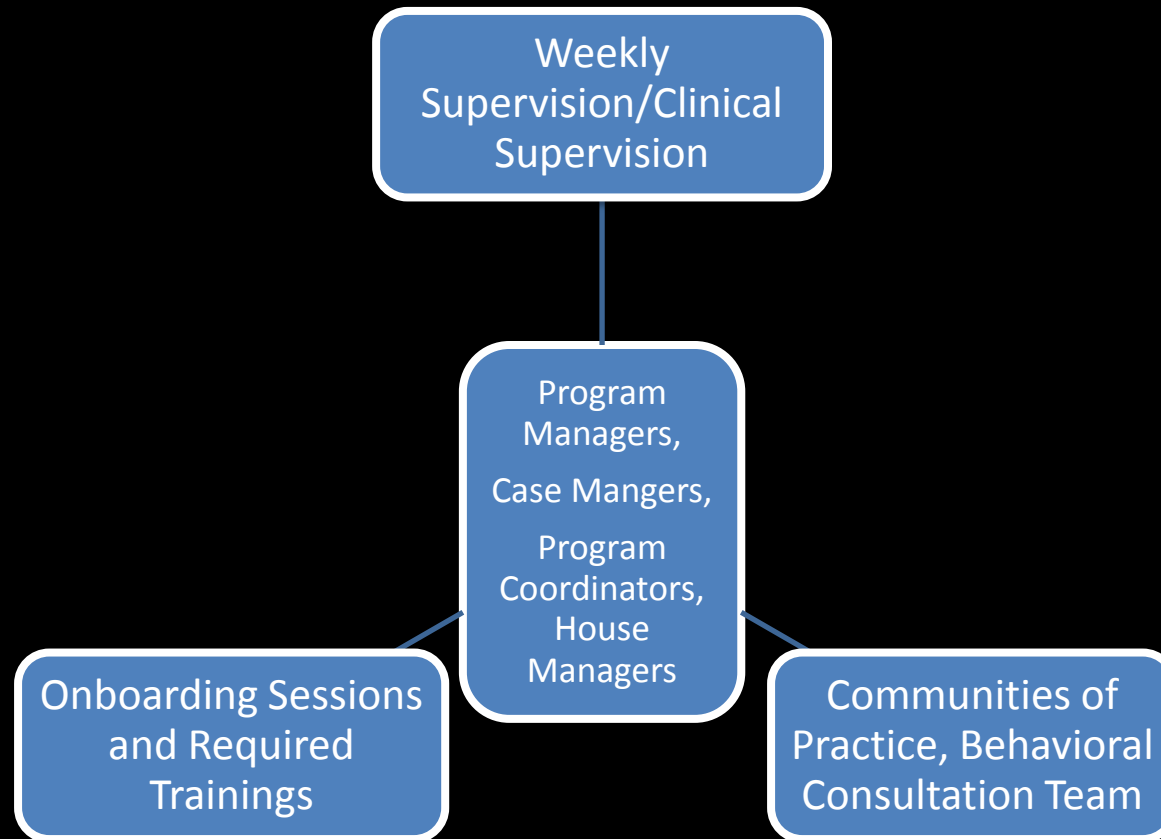 Weekly
Supervision/Clinical
Supervision
Program
Managers,
Case Mangers,
Program
Coordinators,
House
Managers
Onboarding Sessions
and Required
Trainings
Communities of
Practice, Behavioral
Consultation Team